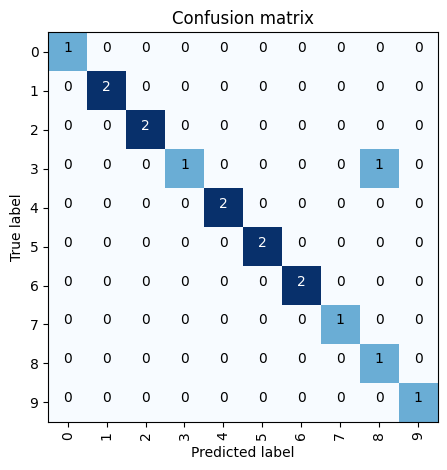 Confusion matrix
0 1 0 0 0 0 0 0 0 0 0
1 0 2 0 0 0 0 0 0 0 0
2 0 0 2 0 0 0 0 0 0 0
3 0 0 0 1 0 0 0 0 1 0
4 0 0 0 0 2 0 0 0 0 0
5 0 0 0 0 0 2 0 0 0 0
6 0 0 0 0 0 0 2 0 0 0
7 0 0 0 0 0 0 0 1 0 0
8 0 0 0 0 0 0 0 0 1 0
9 0 0 0 0 0 0 0 0 0 1
True label
0 1 2 3 4 5 6 7 8 9
Predicted label